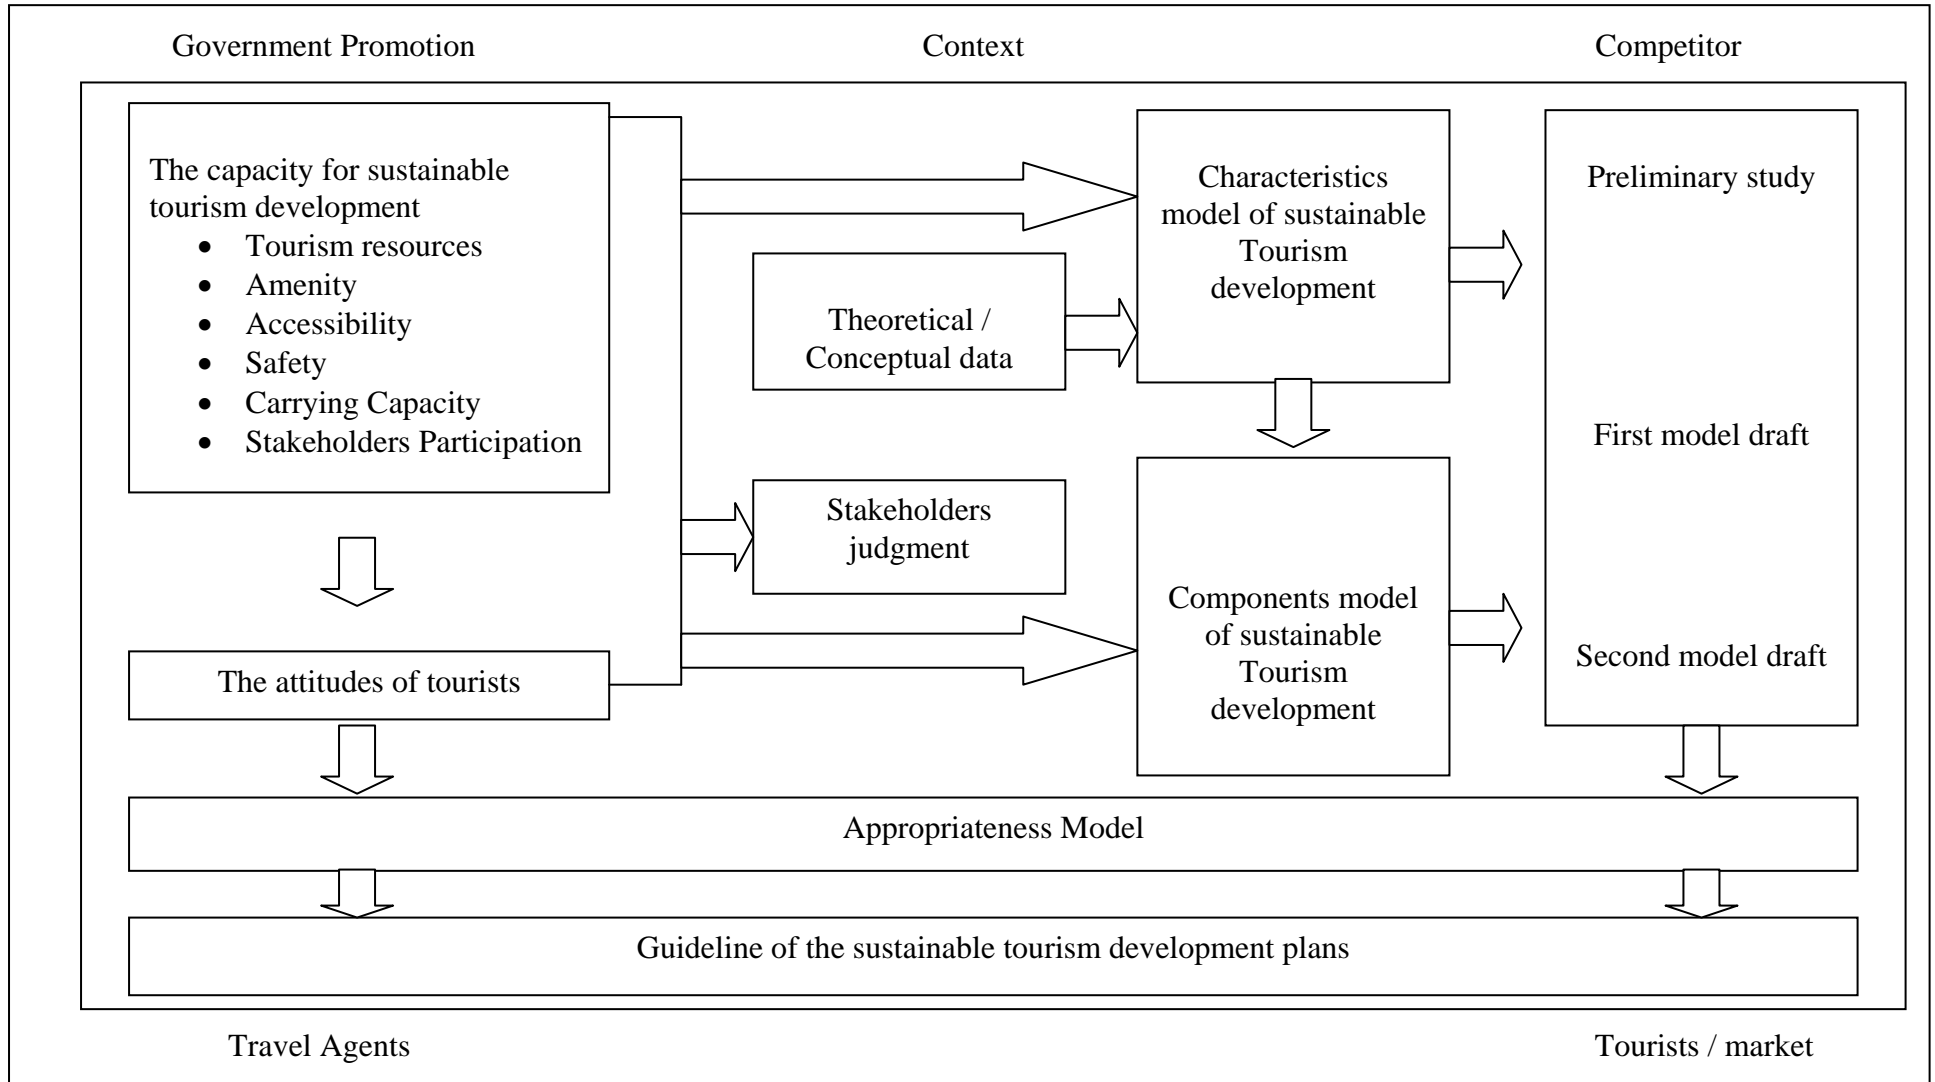 Government Promotion
Context
Competitor
The capacity for sustainable
tourism development
• Tourism resources
• Amenity
• Accessibility
• Safety
• Carrying Capacity
• Stakeholders Participation
The attitudes of tourists
Theoretical /
Conceptual data
Stakeholders
judgment
Characteristics
model of sustainable
Tourism
development
Components model
of sustainable
Tourism
development
Preliminary study
First model draft
Second model draft
Appropriateness Model
Guideline of the sustainable tourism development plans
Travel Agents
Tourists / market